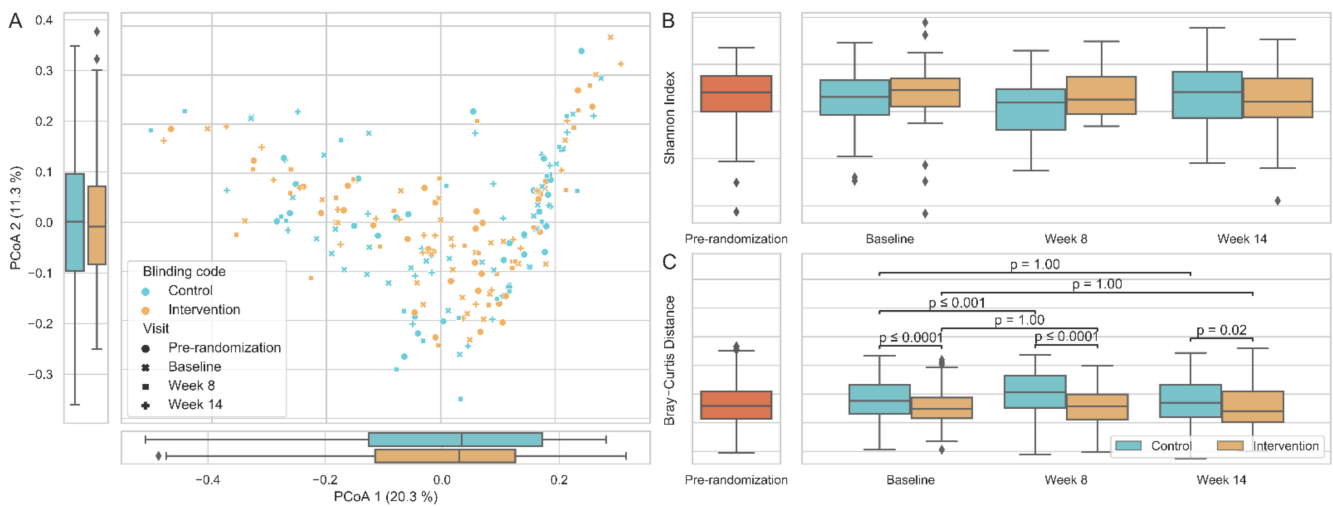 A
0.4
0.3
0.2
0.1
0.0
−0.1
−0.2
−0.3
PCoA 2 (11.3 %)
Blinding code
Control
Intervention
Visit
Pre-randomization
Baseline
Week 8
Week 14
−0.4
−0.2
0.0
0.2
PCoA 1 (20.3 %)
B
Shannon Index
Pre-randomization
Baseline
Week 8
Week 14
C
Bray−Curtis Distance
p = 1.00
p = 1.00
p ≤ 0.001
p = 1.00
p ≤ 0.0001
p ≤ 0.0001
p = 0.02
Control
Intervention
Pre-randomization
Baseline
Week 8
Week 14